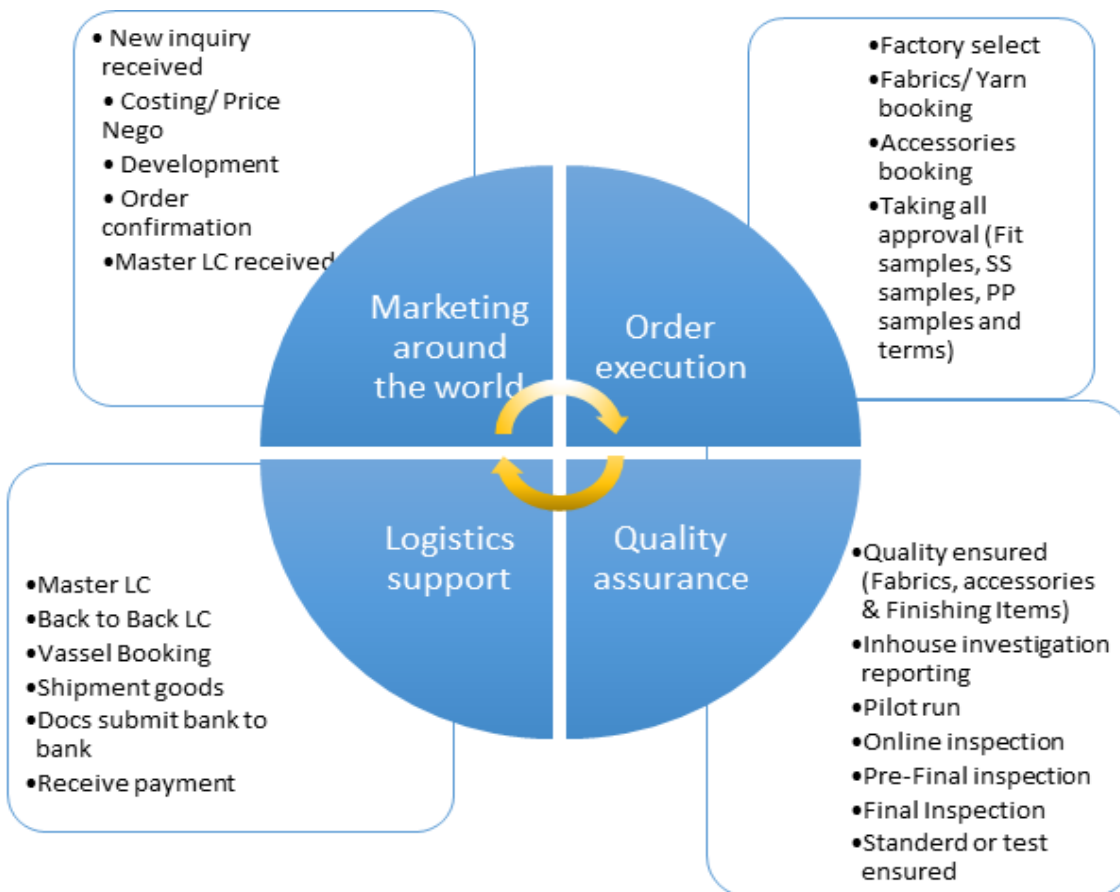 • New inquiry
received
• Costing/ Price
Nego
• Development
• Order
confirmation
•Master LC received
•Factory select
•Fabrics/ Yarn
booking
•Accessories
booking
•Taking all
approval (Fit
samples, SS
samples, PP
samples and
terms)
Marketing
around
the world
Order
execution
Logistics
support
Quality
assurance
•Master LC
•Back to Back LC
•Vassel Booking
•Shipment goods
•Docs submit bank to
bank
•Receive payment
•Quality ensured
(Fabrics, accessories
& Finishing Items)
•Inhouse investigation
reporting
•Pilot run
•Online inspection
•Pre-Final inspection
•Final Inspection
•Standerd or test
ensured